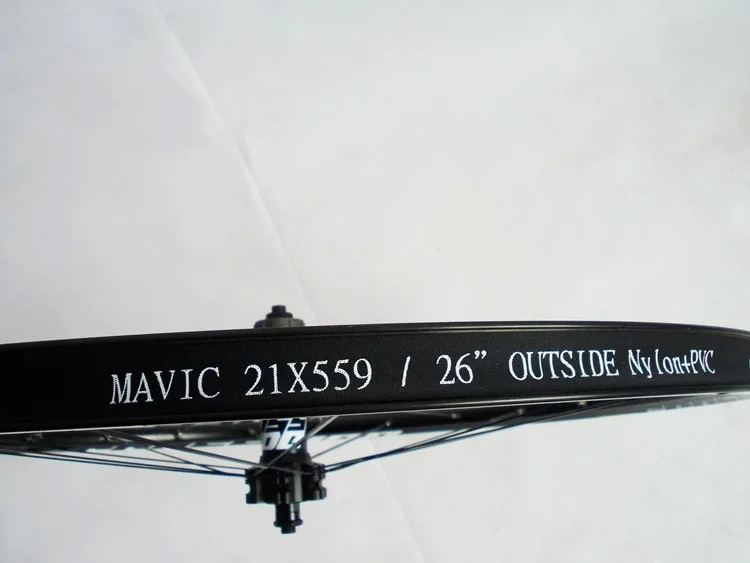 MAVIC 21X559 / 26” OUTSIDE Nylon+PVC